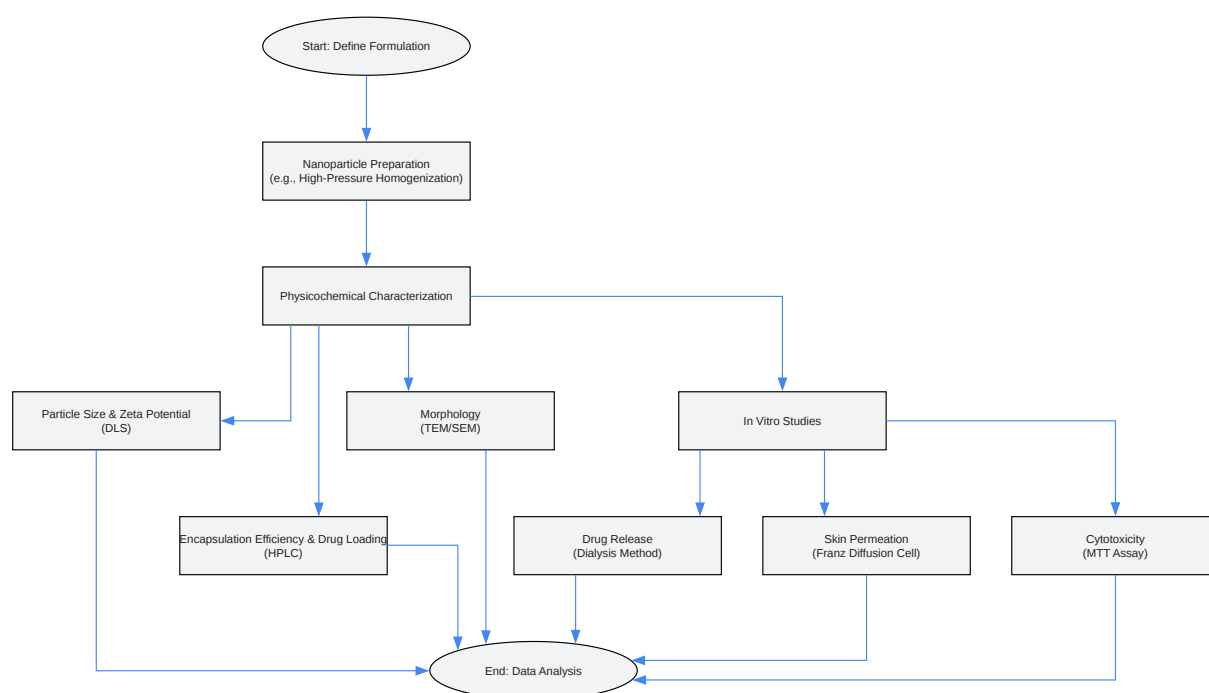 Start: Define Formulation
Nanoparticle Preparation
(e.g., High-Pressure Homogenization)
Physicochemical Characterization
Particle Size & Zeta Potential
(DLS)
Morphology
(TEM/SEM)
In Vitro Studies
Encapsulation Efficiency & Drug Loading
(HPLC)
Drug Release
(Dialysis Method)
Skin Permeation
(Franz Diffusion Cell)
Cytotoxicity
(MTT Assay)
End: Data Analysis